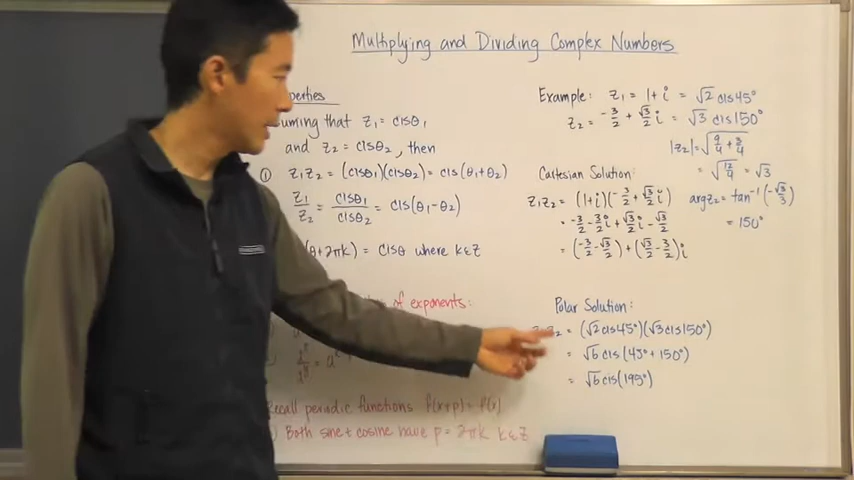 Multiplying and Dividing Complex Numbers
that z₁ = cisθ₁
and z₂ = cisθ₂, then
① z₁z₂ = (cisθ₁)(cisθ₂) = cis(θ₁+θ₂)
z₁/z₂ = cisθ₁/cisθ₂ = cis(θ₁-θ₂)
(θ+2πk) = cisθ where k∈Z
of exponents:
Recall periodic functions f(x+p) = f(x)
Both sine + cosine have p = 2πk k∈Z
Example: z₁ = 1+i = √2 cis45°
z₂ = -3/2 + √3/2 i = √3 cis150°
|z₂| = √(9/4 + 3/4)
= √(12/4) = √3
Cartesian Solution:
z₁z₂ = (1+i)(-3/2 + √3/2 i)
= -3/2 - 3/2 i + √3/2 i - √3/2
= (-3/2 - √3/2) + (√3/2 - 3/2)i
argz₂ = tan⁻¹(-√3/3)
= 150°
Polar Solution:
= (√2cis45°)(√3cis150°)
= √6 cis(45°+150°)
= √6 cis(195°)